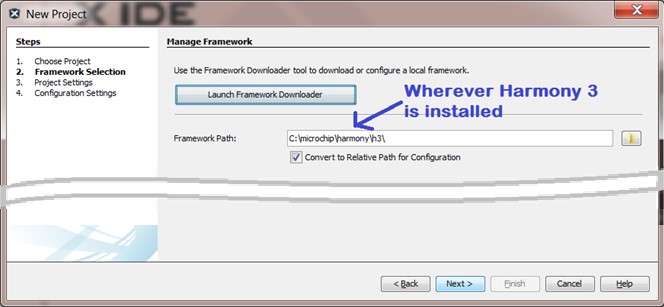 New Project
X IDE
Steps
1. Choose Project
2. Framework Selection
3. Project Settings
4. Configuration Settings
Manage Framework
Use the Framework Downloader tool to download or configure a local framework.
Launch Framework Downloader
Wherever Harmony 3
is installed
Framework Path:
C:\microchip\harmony\h3\
Convert to Relative Path for Configuration
< Back
Next >
Finish
Cancel
Help